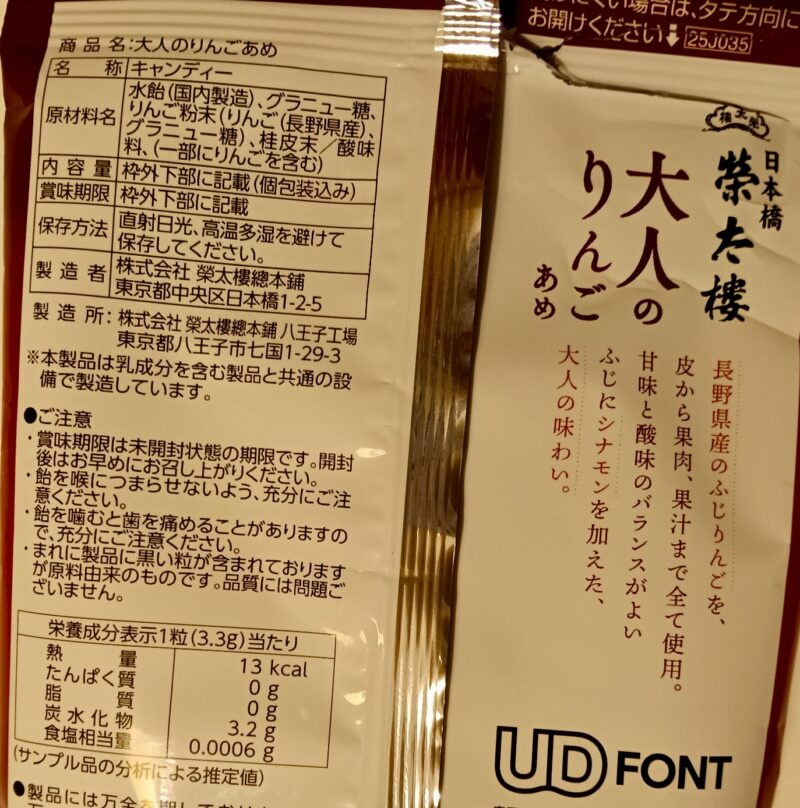 商品名:大人のりんごあめ
名称 キャンディー
原材料名 水飴(国内製造)、グラニュー糖、
りんご粉末(りんご(長野県産)、
グラニュー糖)、桂皮末/酸味
料、(一部にりんごを含む)
内容量 枠外下部に記載(個包装込み)
賞味期限 枠外下部に記載
保存方法 直射日光、高温多湿を避けて
保存してください。
製造者 株式会社 榮太樓總本鋪
東京都中央区日本橋1-2-5
製造所:株式会社 榮太樓總本鋪 八王子工場
東京都八王子市七国1-29-3
※本製品は乳成分を含む製品と共通の設
備で製造しています。
●ご注意
・賞味期限は未開封状態の期限です。開封
後はお早めにお召し上がりください。
・飴を喉につまらせないよう、充分にご注
意ください。
・飴を噛むと歯を痛めることがありますの
で、充分にご注意ください。
・まれに製品に黒い粒が含まれております
が原料由来のものです。品質には問題ご
ざいません。
栄養成分表示1粒(3.3g)当たり
熱量 13 kcal
たんぱく質 0 g
脂質 0 g
炭水化物 3.2 g
食塩相当量 0.0006 g
(サンプル品の分析による推定値)
●製品には万全を期しており
にくい場合は、タテ方向に
お開けください 25J035
榮太樓
日本橋
榮太樓
大人の
りんご
あめ
長野県産のふじりんごを、
皮から果肉、果汁まで全て使用。
甘味と酸味のバランスがよい
ふじにシナモンを加えた、
大人の味わい。
UD FONT